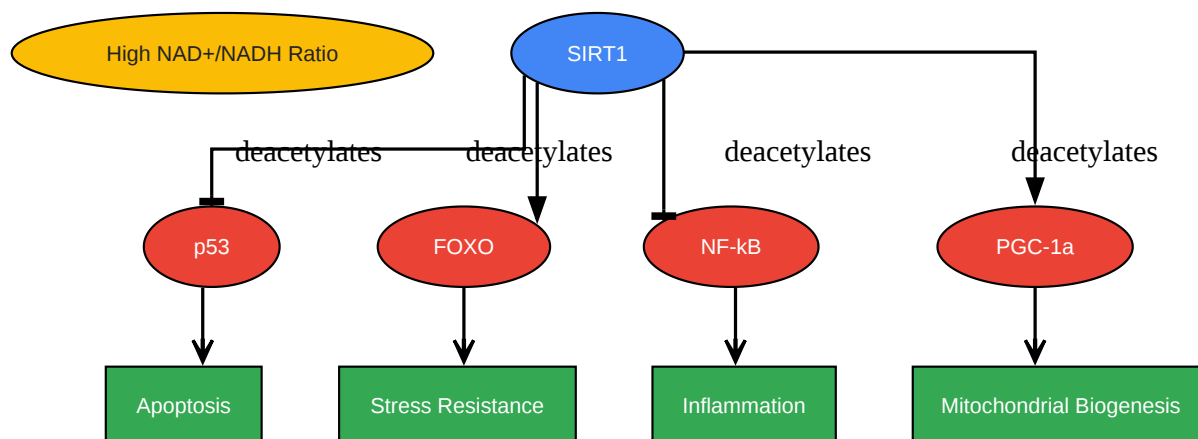 High NAD+/NADH Ratio
SIRT1
deacetylates
deacetylates
deacetylates
deacetylates
p53
FOXO
NF-kB
PGC-1a
Apoptosis
Stress Resistance
Inflammation
Mitochondrial Biogenesis